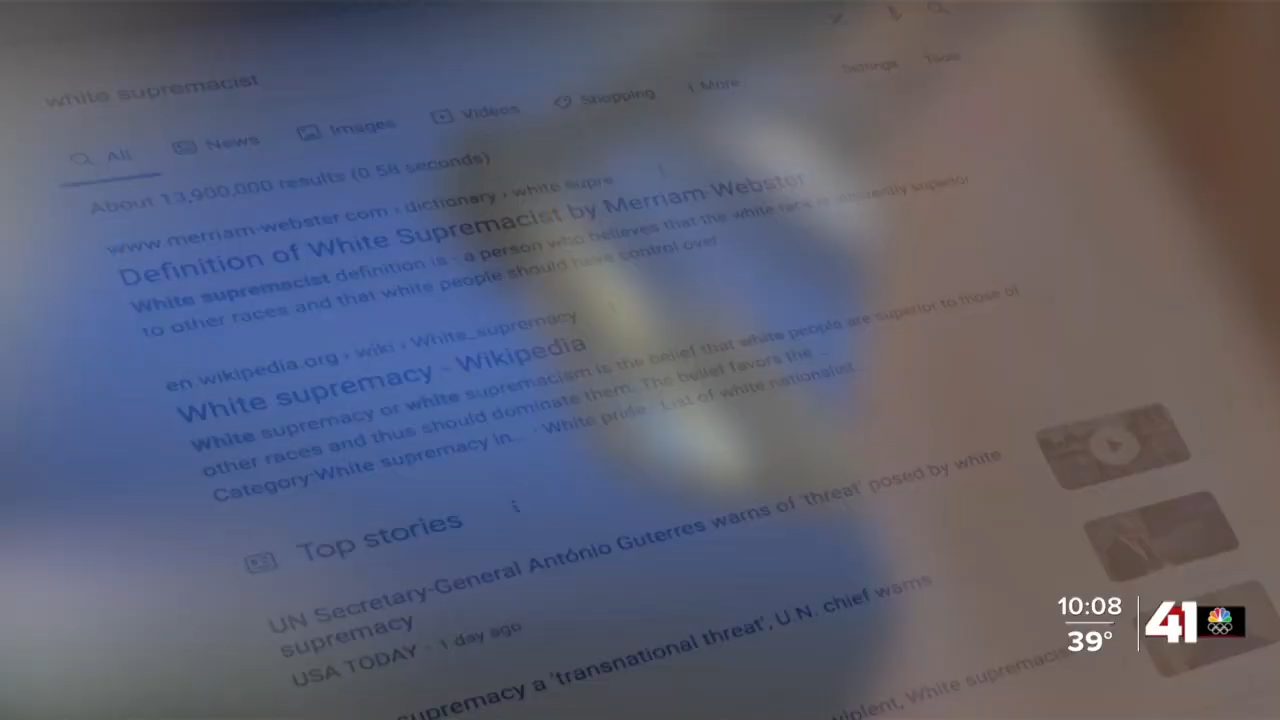 white supremacist
All
News
Images
Videos
Shopping
More
Settings
Tools
About 13,900,000 results (0.58 seconds)
www.merriam-webster.com › dictionary › white supre...
Definition of White Supremacist by Merriam-Webster
White supremacist definition is - a person who believes that the white race is inherently superior
to other races and that white people should have control over
en.wikipedia.org › wiki › White_supremacy
White supremacy - Wikipedia
White supremacy or white supremacism is the belief that white people are superior to those of
other races and thus should dominate them. The belief favors the ...
Category:White supremacy in... · White pride · List of white nationalist
Top stories
UN Secretary-General António Guterres warns of 'threat' posed by white
supremacy
USA TODAY · 1 day ago
supremacy a 'transnational threat', U.N. chief warns
White supremacis
10:08
39°
41